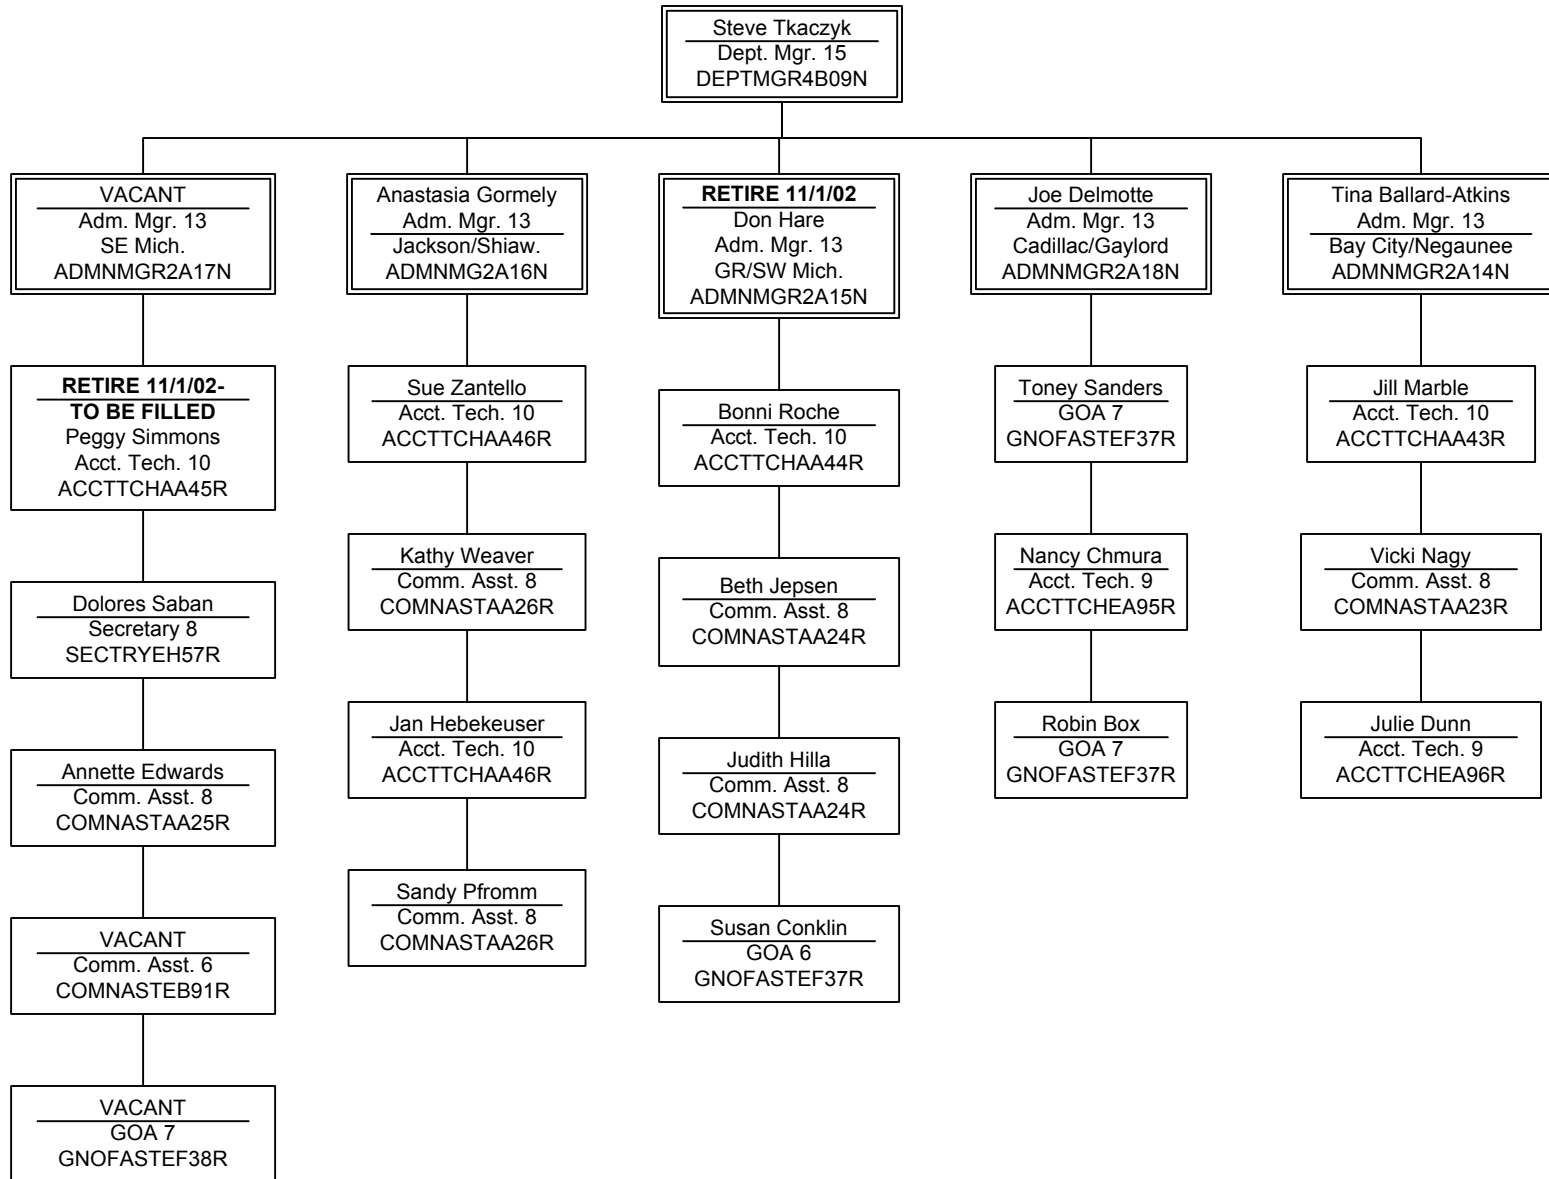 Steve Tkaczyk
Dept. Mgr. 15
DEPTMGR4B09N
VACANT
Adm. Mgr. 13
SE Mich.
ADMNMGR2A17N
RETIRE 11/1/02-
TO BE FILLED
Peggy Simmons
Acct. Tech. 10
ACCTTCHAA45R
Dolores Saban
Secretary 8
SECTRYEH57R
Annette Edwards
Comm. Asst. 8
COMNASTAA25R
VACANT
Comm. Asst. 6
COMNASTEB91R
VACANT
GOA 7
GNOFASTEF38R
Anastasia Gormely
Adm. Mgr. 13
Jackson/Shiaw.
ADMNMG2A16N
Sue Zantello
Acct. Tech. 10
ACCTTCHAA46R
Kathy Weaver
Comm. Asst. 8
COMNASTAA26R
Jan Hebekeuser
Acct. Tech. 10
ACCTTCHAA46R
Sandy Pfromm
Comm. Asst. 8
COMNASTAA26R
RETIRE 11/1/02
Don Hare
Adm. Mgr. 13
GR/SW Mich.
ADMNMGR2A15N
Bonni Roche
Acct. Tech. 10
ACCTTCHAA44R
Beth Jepsen
Comm. Asst. 8
COMNASTAA24R
Judith Hilla
Comm. Asst. 8
COMNASTAA24R
Susan Conklin
GOA 6
GNOFASTEF37R
Joe Delmotte
Adm. Mgr. 13
Cadillac/Gaylord
ADMNMGR2A18N
Toney Sanders
GOA 7
GNOFASTEF37R
Nancy Chmura
Acct. Tech. 9
ACCTTCHEA95R
Robin Box
GOA 7
GNOFASTEF37R
Tina Ballard-Atkins
Adm. Mgr. 13
Bay City/Negaunee
ADMNMGR2A14N
Jill Marble
Acct. Tech. 10
ACCTTCHAA43R
Vicki Nagy
Comm. Asst. 8
COMNASTAA23R
Julie Dunn
Acct. Tech. 9
ACCTTCHEA96R